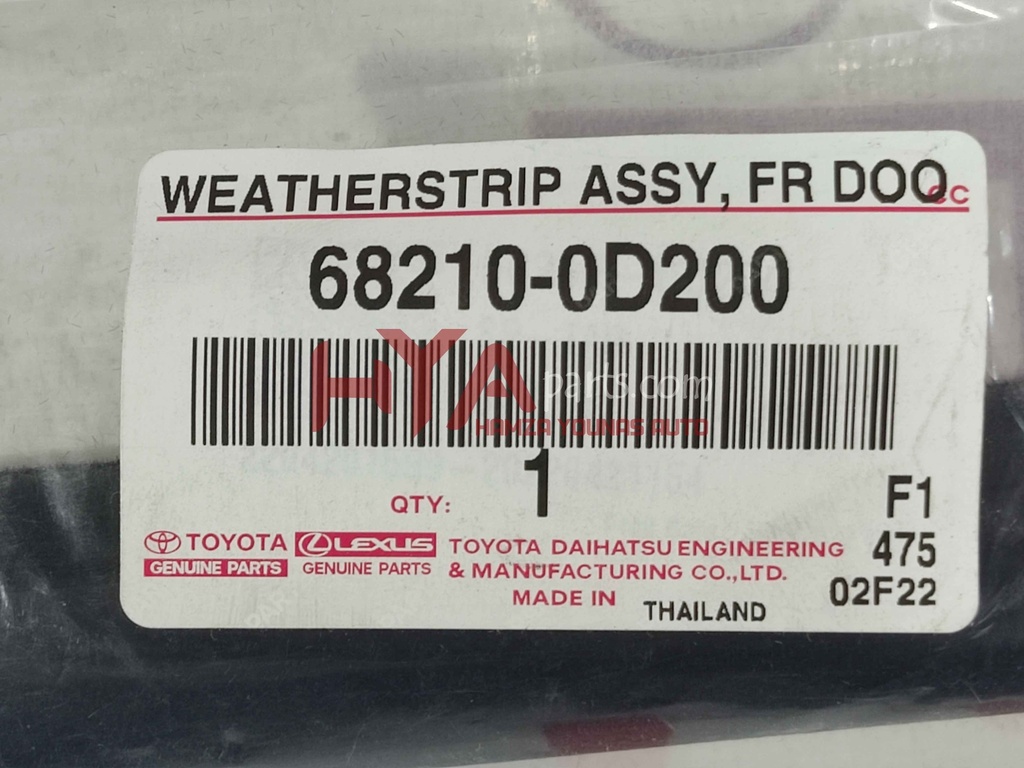 WEATHERSTRIP ASSY, FR DOO
cc
68210-0D200
HYA parts.com
HAMZA YOUNAS AUTO
QTY: 1
F1
TOYOTA LEXUS TOYOTA DAIHATSU ENGINEERING 475
GENUINE PARTS GENUINE PARTS & MANUFACTURING CO.,LTD. 02F22
MADE IN THAILAND